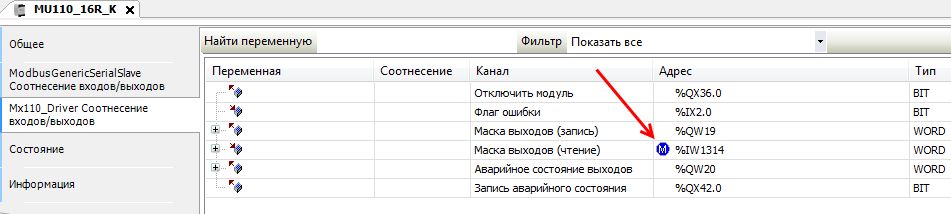 MU110_16R_K X
Общее
ModbusGenericSerialSlave
Соотнесение входов/выходов
Mx110_Driver Соотнесение
входов/выходов
Состояние
Информация
Найти переменную Фильтр Показать все
Переменная Соотнесение Канал Адрес Тип
Отключить модуль %QX36.0 BIT
Флаг ошибки %IX2.0 BIT
Маска выходов (запись) %QW19 WORD
Маска выходов (чтение) M %IW1314 WORD
Аварийное состояние выходов %QW20 WORD
Запись аварийного состояния %QX42.0 BIT